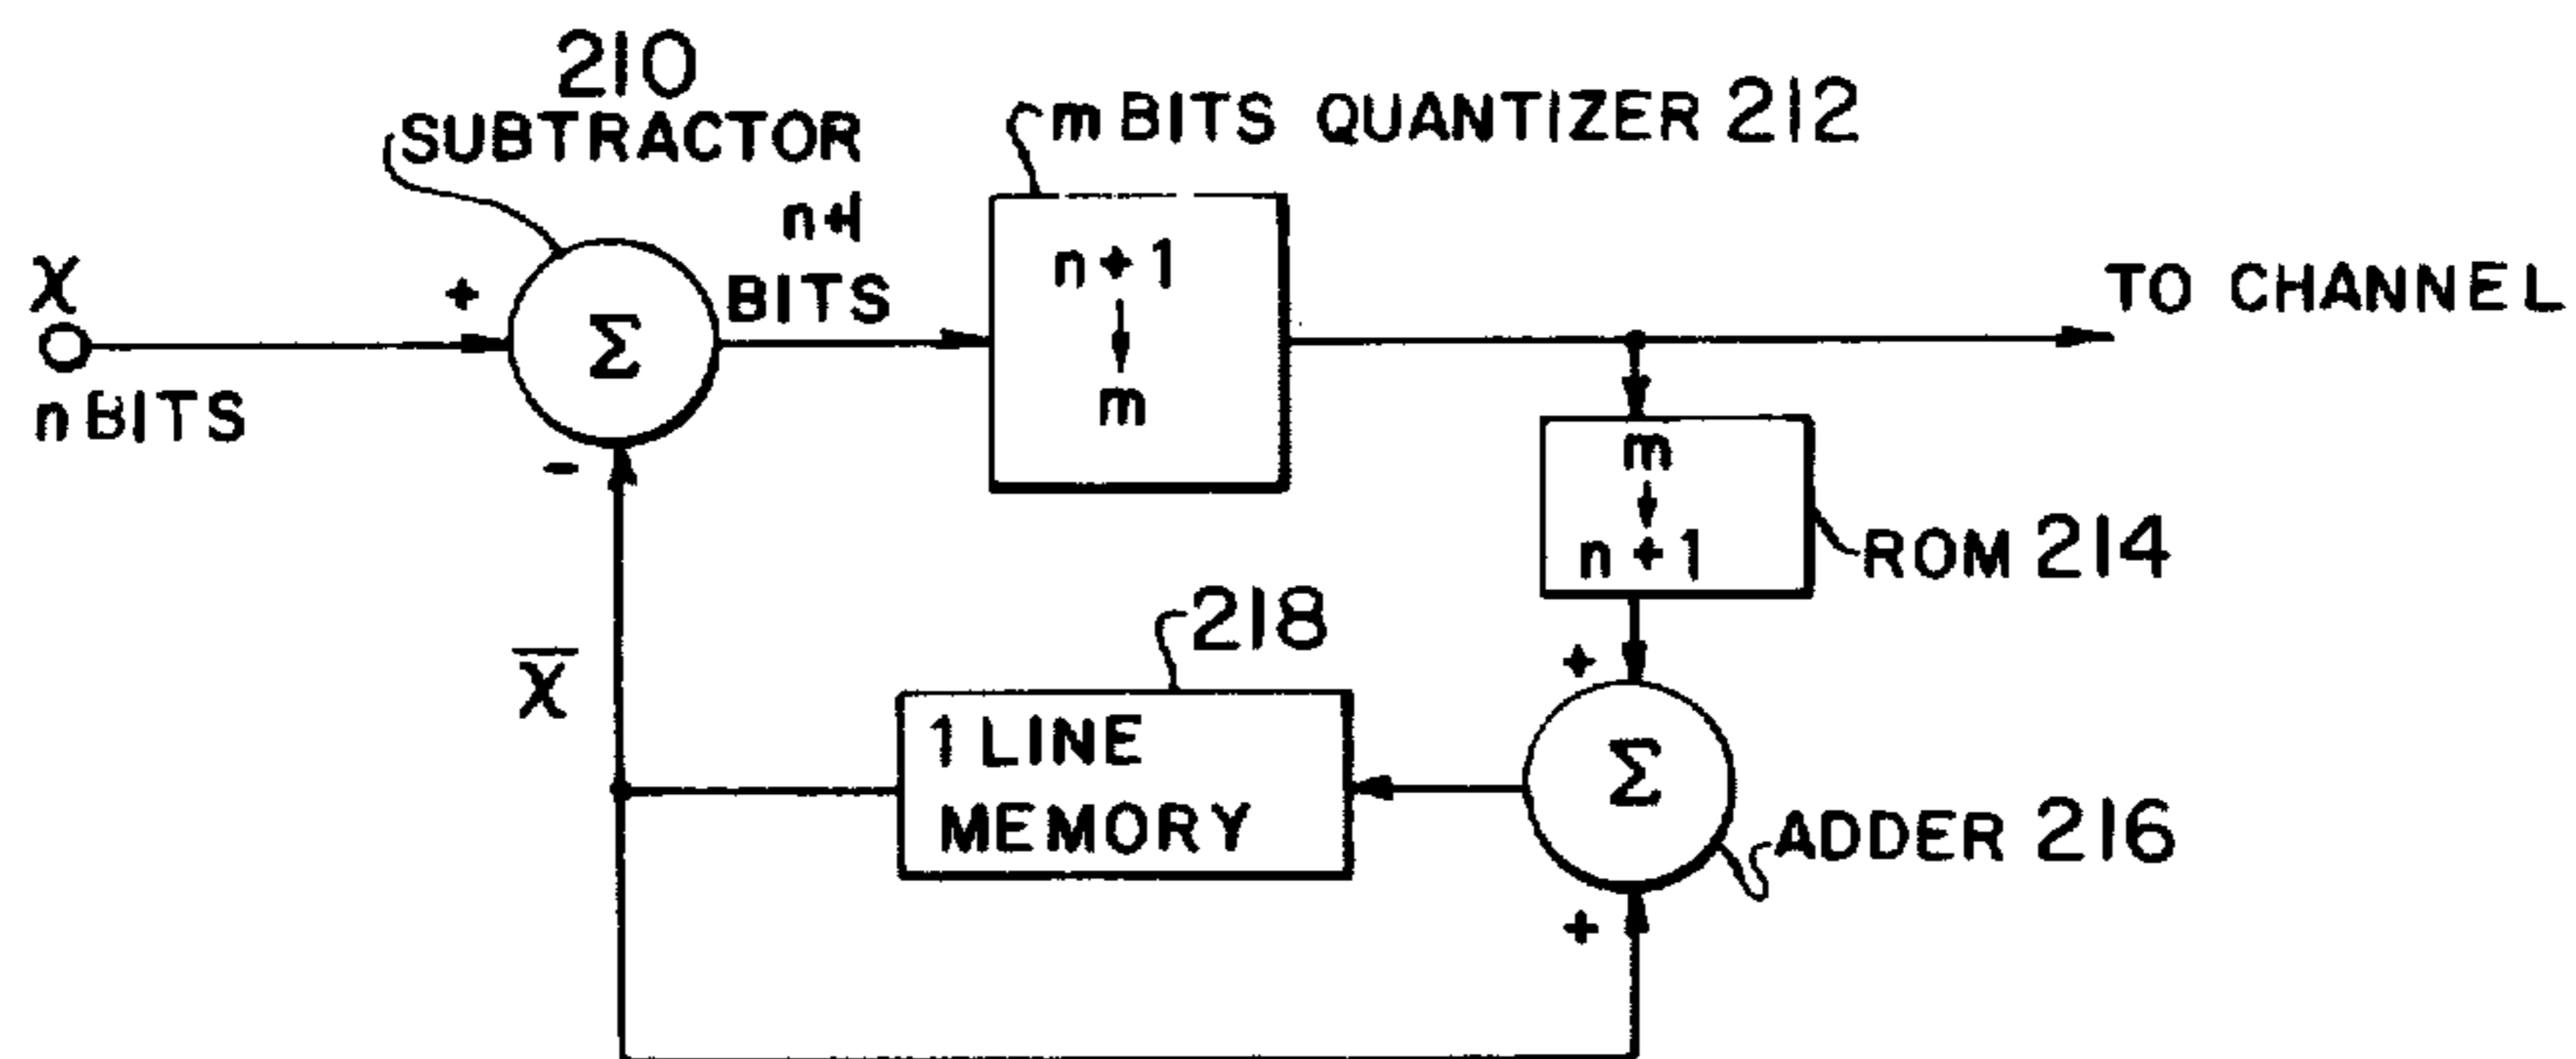 210
SUBTRACTOR
m BITS QUANTIZER 212
n+1
BITS
n + 1
m
X
+
Σ
n BITS
-
TO CHANNEL
m
n + 1
ROM 214
218
X̅
1 LINE
MEMORY
+
Σ
ADDER 216
+